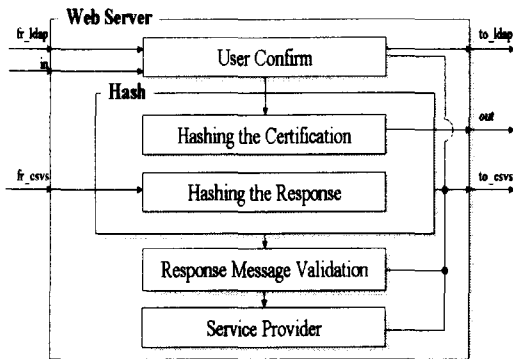 Web Server
fr_ldap
to_ldap
User Confirm
in
Hash
out
Hashing the Certification
fr_csvs
Hashing the Response
to_csvs
Response Message Validation
Service Provider